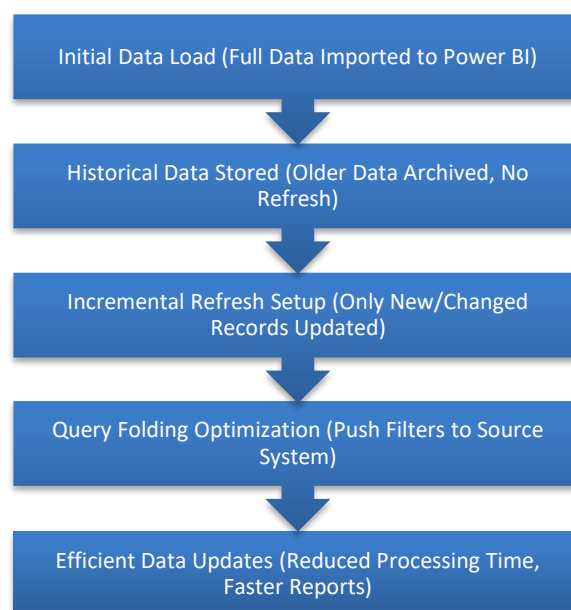 Initial Data Load (Full Data Imported to Power BI)
Historical Data Stored (Older Data Archived, No
Refresh)
Incremental Refresh Setup (Only New/Changed
Records Updated)
Query Folding Optimization (Push Filters to Source
System)
Efficient Data Updates (Reduced Processing Time,
Faster Reports)